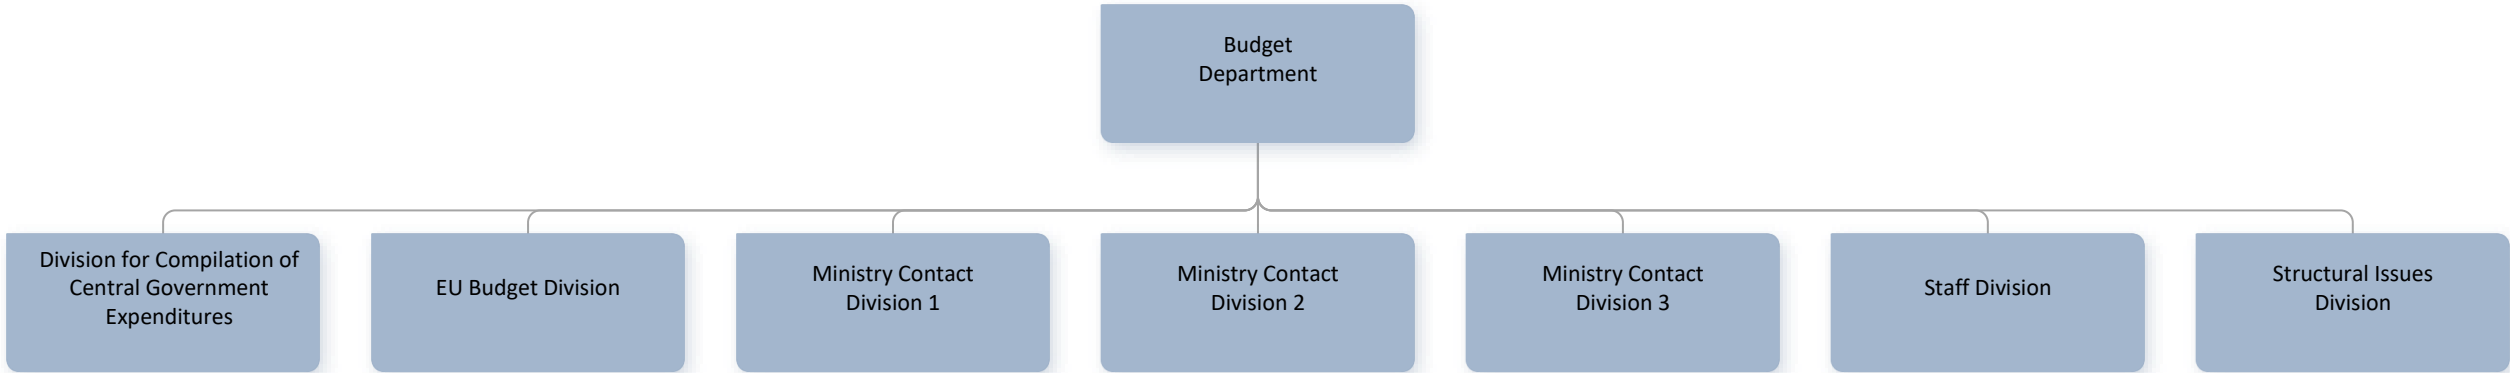 Budget
Department
Division for Compilation of
Central Government
Expenditures
EU Budget Division
Ministry Contact
Division 1
Ministry Contact
Division 2
Ministry Contact
Division 3
Staff Division
Structural Issues
Division